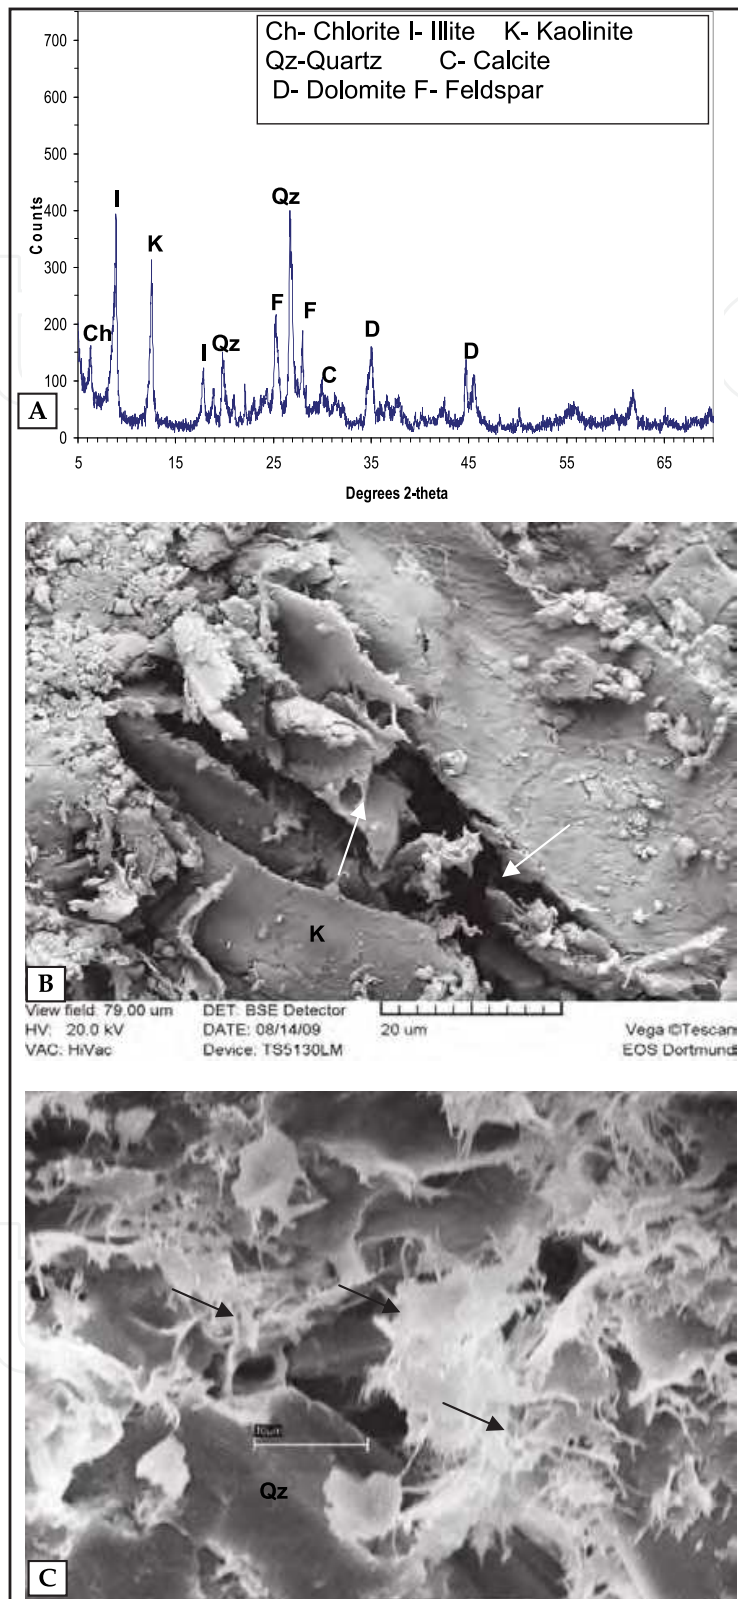 Ch- Chlorite I- Illite K- Kaolinite
Qz-Quartz C- Calcite
D- Dolomite F- Feldspar
750
700
600
500
400
300
200
100
0
Counts
I
K
Ch
I
Qz
F
Qz
F
C
D
D
A
5 15 25 35 45 55 65
Degrees 2-theta
K
B
View field: 79.00 um DET: BSE Detector 20 um Vega ©Tescan
HV: 20.0 kV DATE: 08/14/09
VAC: HiVac Device: TS5130LM EOS Dortmund
10µm
Qz
C